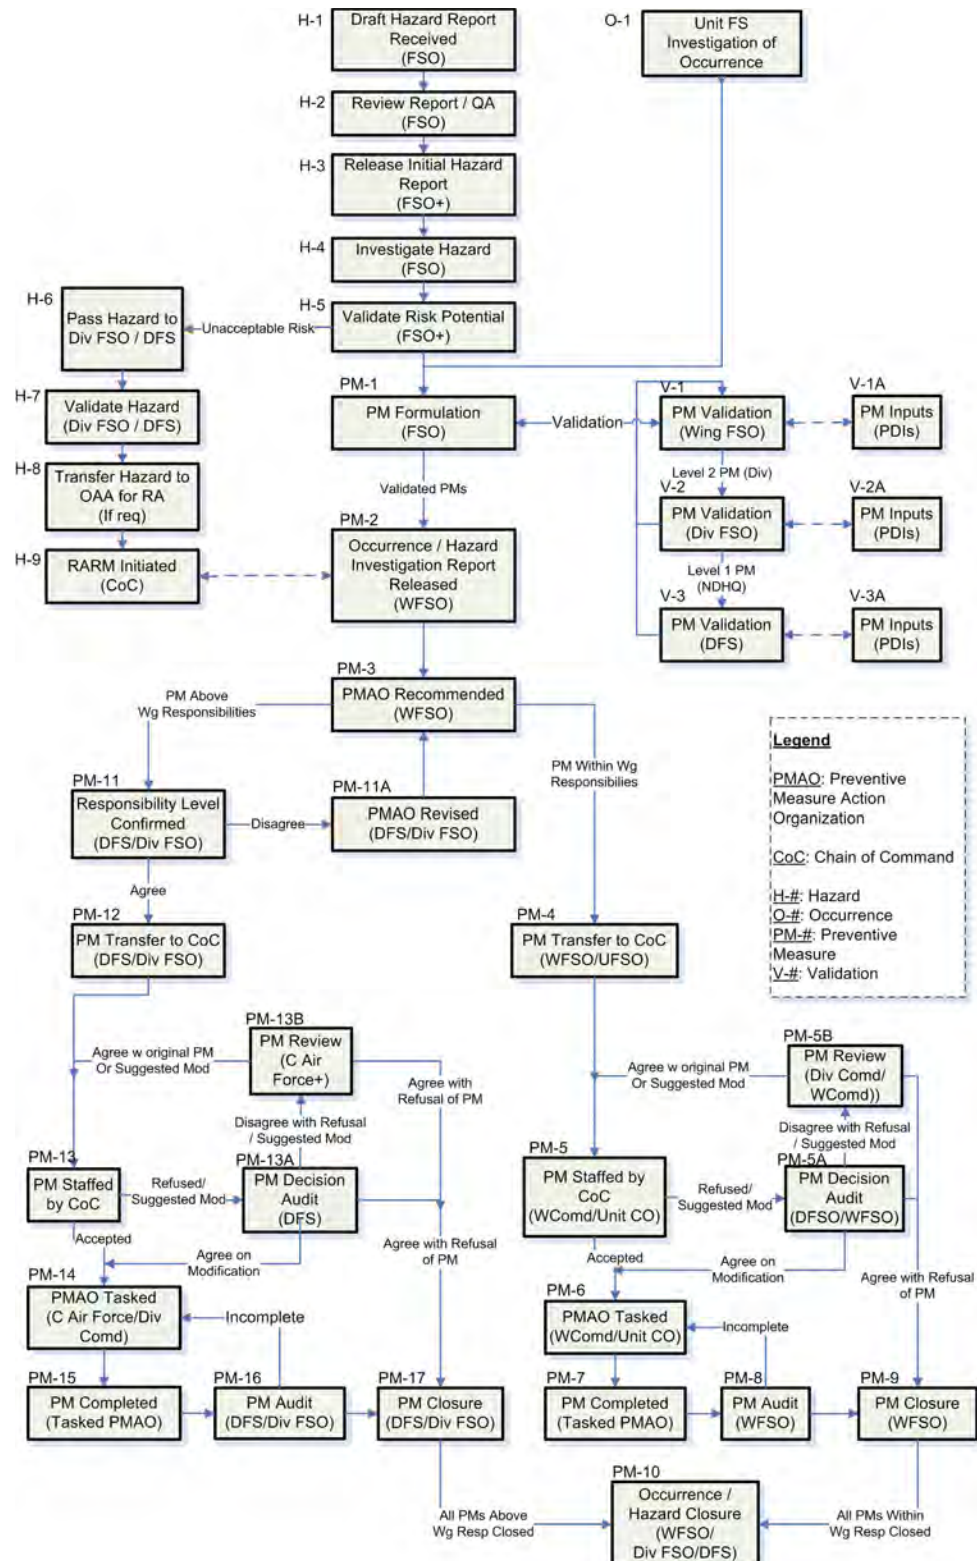 H-1
Draft Hazard Report
Received
(FSO)
O-1
Unit FS
Investigation of
Occurrence
H-2
Review Report / QA
(FSO)
H-3
Release Initial Hazard
Report
(FSO+)
H-4
Investigate Hazard
(FSO)
H-5
Validate Risk Potential
(FSO+)
Unacceptable Risk
H-6
Pass Hazard to
Div FSO / DFS
H-7
Validate Hazard
(Div FSO / DFS)
H-8
Transfer Hazard to
OAA for RA
(If req)
H-9
RARM Initiated
(CoC)
PM-1
PM Formulation
(FSO)
Validation
V-1
PM Validation
(Wing FSO)
V-1A
PM Inputs
(PDIs)
Level 2 PM (Div)
V-2
PM Validation
(Div FSO)
V-2A
PM Inputs
(PDIs)
Level 1 PM
(NDHQ)
V-3
PM Validation
(DFS)
V-3A
PM Inputs
(PDIs)
Validated PMs
PM-2
Occurrence /
Hazard
Investigation Report
Released
(WFSO)
PM-3
PMAO Recommended
(WFSO)
PM Above
Wg Responsibilities
PM Within Wg
Responsibilies
PM-11
Responsibility Level
Confirmed
(DFS/Div FSO)
Disagree
PM-11A
PMAO Revised
(DFS/Div FSO)
Agree
PM-12
PM Transfer to CoC
(DFS/Div FSO)
PM-4
PM Transfer to CoC
(WFSO/UFSO)
Legend
PMAO: Preventive
Measure Action
Organization
CoC: Chain of Command
H-#: Hazard
O-#: Occurrence
PM-#: Preventive
Measure
V-#: Validation
PM-13B
PM Review
(C Air
Force+)
Agree w original PM
Or Suggested Mod
Agree with
Refusal of PM
Disagree with Refusal
/ Suggested Mod
PM-13
PM Staffed
by CoC
Refused/
Suggested Mod
PM-13A
PM Decision
Audit
(DFS)
Accepted
Agree on
Modification
Agree with Refusal
of PM
PM-14
PMAO Tasked
(C Air Force/Div
Comd)
Incomplete
PM-15
PM Completed
(Tasked PMAO)
PM-16
PM Audit
(DFS/Div FSO)
PM-17
PM Closure
(DFS/Div FSO)
PM-5B
PM Review
(Div Comd/
WComd))
Agree w original PM
Or Suggested Mod
Disagree with Refusal
/ Suggested Mod
PM-5
PM Staffed by
CoC
(WComd/Unit CO)
Refused/
Suggested Mod
PM-5A
PM Decision
Audit
(DFSO/WFSO)
Accepted
Agree on
Modification
Agree with Refusal
of PM
PM-6
PMAO Tasked
(WComd/Unit CO)
Incomplete
PM-7
PM Completed
(Tasked PMAO)
PM-8
PM Audit
(WFSO)
PM-9
PM Closure
(WFSO)
All PMs Above
Wg Resp Closed
PM-10
Occurrence /
Hazard Closure
(WFSO/
Div FSO/DFS)
All PMs Within
Wg Resp Closed